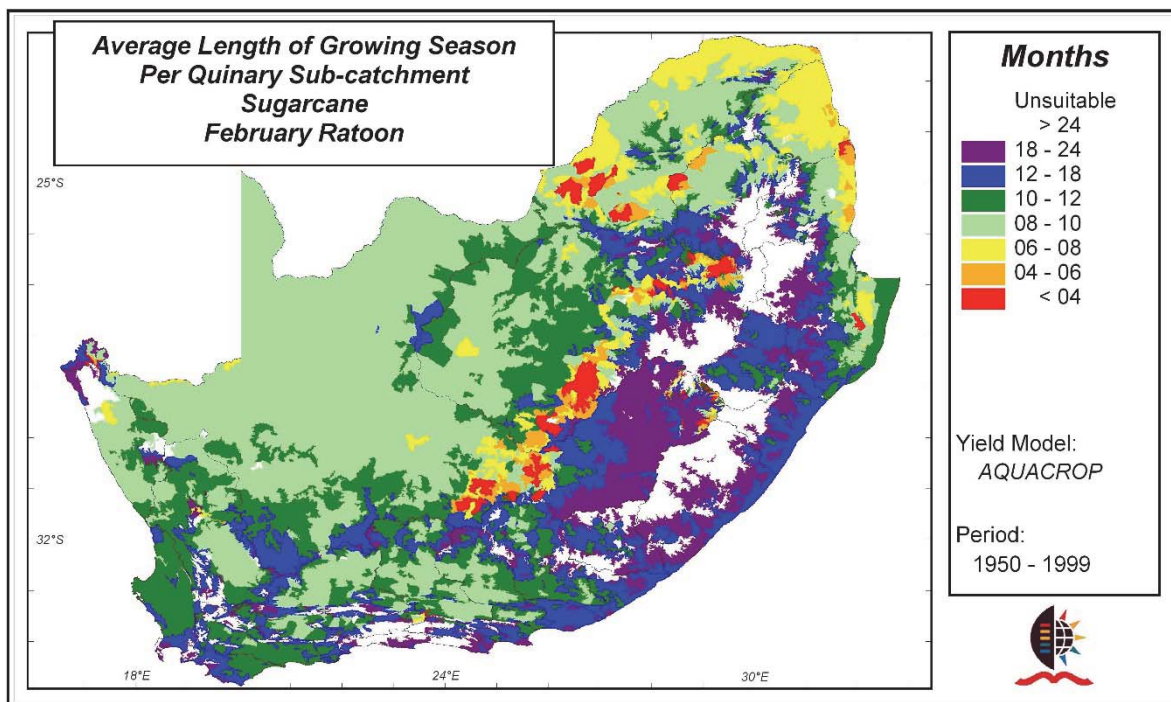 Average Length of Growing Season
Per Quinary Sub-catchment
Sugarcane
February Ratoon
25°S
32°S
18°E
24°E
30°E
Months
Unsuitable
> 24
18 - 24
12 - 18
10 - 12
08 - 10
06 - 08
04 - 06
< 04
Yield Model:
AQUACROP
Period:
1950 - 1999